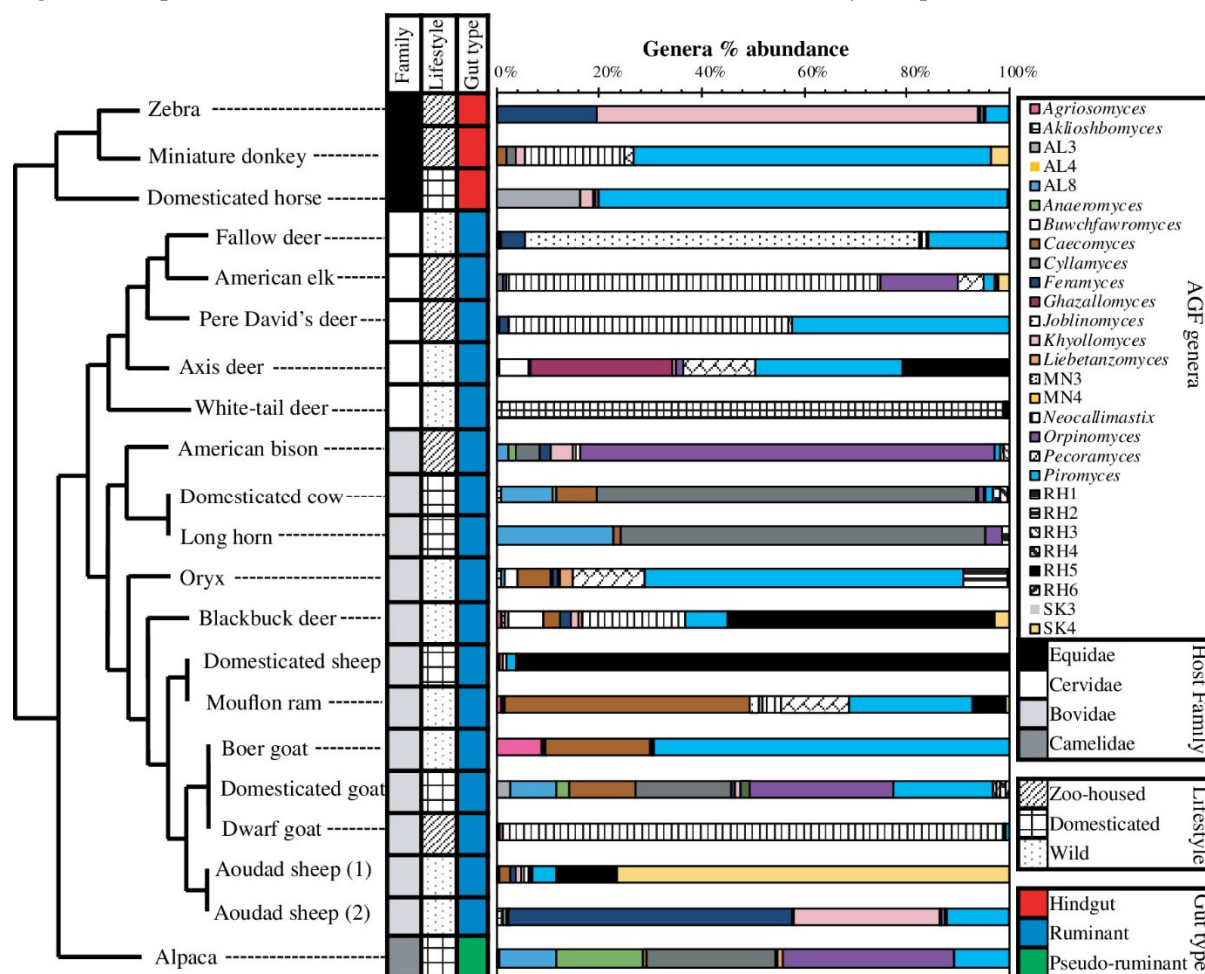 Family
Lifestyle
Gut type
Genera % abundance
0% 20% 40% 60% 80% 100%
Zebra
Miniature donkey
Domesticated horse
Fallow deer
American elk
Pere David's deer
Axis deer
White-tail deer
American bison
Domesticated cow
Long horn
Oryx
Blackbuck deer
Domesticated sheep
Mouflon ram
Boer goat
Domesticated goat
Dwarf goat
Aoudad sheep (1)
Aoudad sheep (2)
Alpaca
Agriosomyces
Aklioshbomyces
AL3
AL4
AL8
Anaeromyces
Buwchfawromyces
Caecomyces
Cyllamyces
Feramyces
Ghazallomyces
Joblinomyces
Khyollomyces
Liebetanzomyces
MN3
MN4
Neocallimastix
Orpinomyces
Pecoramyces
Piromyces
RH1
RH2
RH3
RH4
RH5
RH6
SK3
SK4
AGF genera
Equidae
Cervidae
Bovidae
Camelidae
Host Family
Zoo-housed
Domesticated
Wild
Lifestyle
Hindgut
Ruminant
Pseudo-ruminant
Gut type